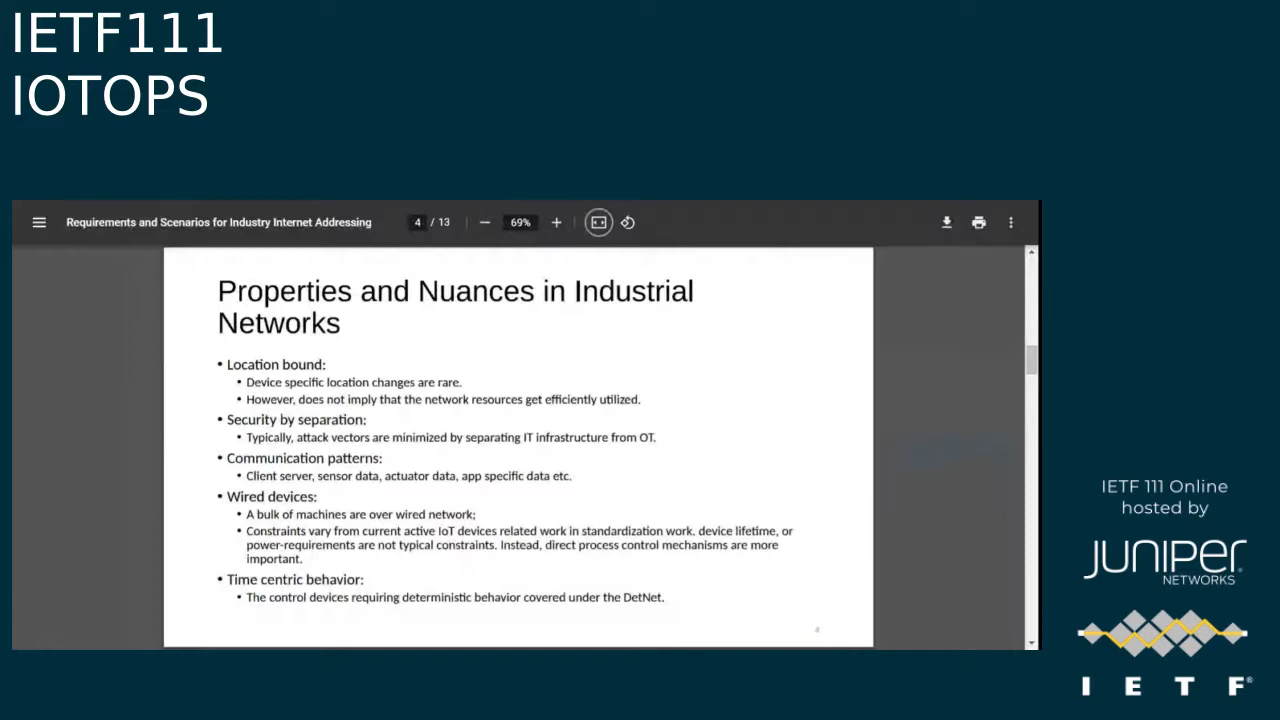 IETF111
IOTOPS
Requirements and Scenarios for Industry Internet Addressing
4 / 13
69%
Properties and Nuances in Industrial
Networks
• Location bound:
• Device specific location changes are rare.
• However, does not imply that the network resources get efficiently utilized.
• Security by separation:
• Typically, attack vectors are minimized by separating IT infrastructure from OT.
• Communication patterns:
• Client server, sensor data, actuator data, app specific data etc.
• Wired devices:
• A bulk of machines are over wired network;
• Constraints vary from current active IoT devices related work in standardization work. device lifetime, or
power-requirements are not typical constraints. Instead, direct process control mechanisms are more
important.
• Time centric behavior:
• The control devices requiring deterministic behavior covered under the DetNet.
4
IETF 111 Online
hosted by
JUNIPER
NETWORKS
I E T F®